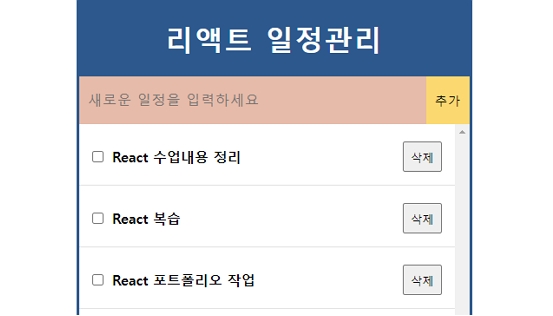 리액트 일정관리
새로운 일정을 입력하세요 추가
React 수업내용 정리 삭제
React 복습 삭제
React 포트폴리오 작업 삭제